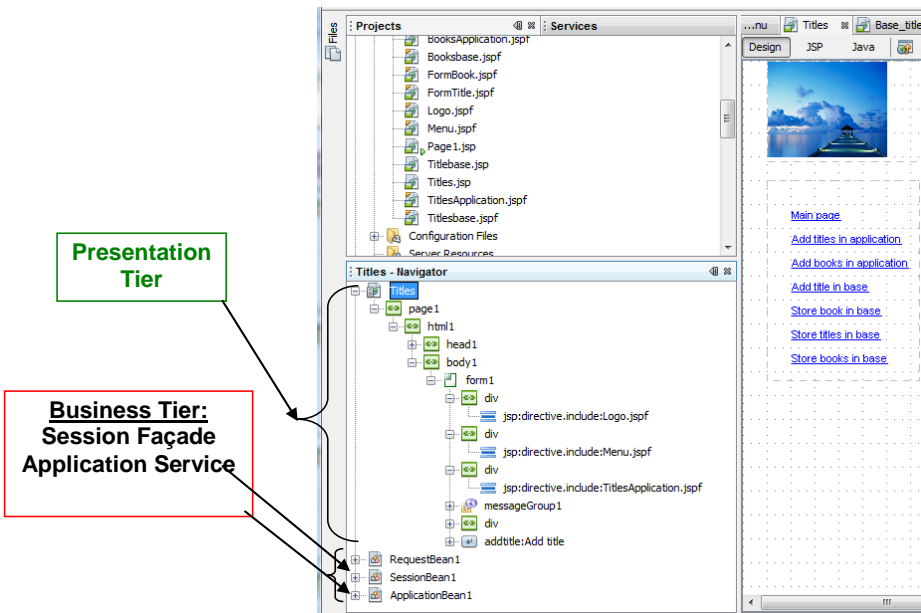 Files
Projects
Services
BooksApplication.jspf
Booksbase.jspf
FormBook.jspf
FormTitle.jspf
Logo.jspf
Menu.jspf
Page1.jsp
Titlebase.jsp
Titles.jsp
TitlesApplication.jspf
Titlesbase.jspf
Configuration Files
Server Resources
Titles - Navigator
Titles
page1
html1
head1
body1
form1
div
jsp:directive.include:Logo.jspf
div
jsp:directive.include:Menu.jspf
div
jsp:directive.include:TitlesApplication.jspf
messageGroup1
div
addtitle:Add title
RequestBean1
SessionBean1
ApplicationBean1
...nu Titles Base_title
Design JSP Java
Main page
Add titles in application
Add books in application
Add title in base
Store book in base
Store titles in base
Store books in base
Presentation
Tier
Business Tier:
Session Façade
Application Service